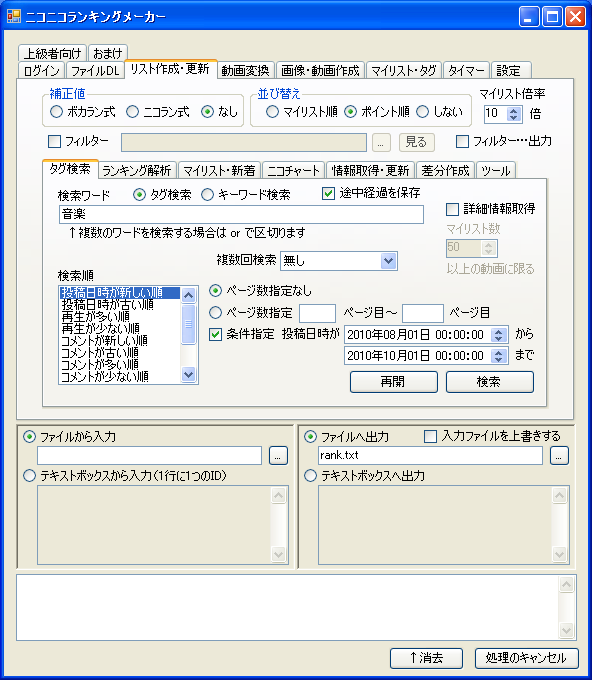 ニコニコランキングメーカー
上級者向け おまけ
ログイン ファイルDL リスト作成・更新 動画変換 画像・動画作成 マイリスト・タグ タイマー 設定
補正値 並び替え マイリスト倍率
ボカラン式 ニコラン式 なし マイリスト順 ポイント順 しない 10 倍
フィルター ... 見る フィルター…出力
タグ検索 ランキング解析 マイリスト・新着 ニコチャート 情報取得・更新 差分作成 ツール
検索ワード タグ検索 キーワード検索 途中経過を保存
音楽 詳細情報取得
↑複数のワードを検索する場合は or で区切ります マイリスト数
50
複数回検索 無し 以上の動画に限る
検索順
投稿日時が新しい順 ページ数指定なし
投稿日時が古い順
再生が多い順 ページ数指定 ページ目～ ページ目
再生が少ない順
コメントが新しい順 条件指定 投稿日時が 2010年08月01日 00:00:00 から
コメントが古い順 2010年10月01日 00:00:00 まで
コメントが多い順
コメントが少ない順 再開 検索
ファイルから入力 ファイルへ出力 入力ファイルを上書きする
... rank.txt ...
テキストボックスから入力(1行に1つのID) テキストボックスへ出力
↑消去 処理のキャンセル